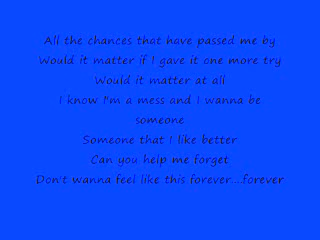 All the chances that have passed me by
Would it matter if I gave it one more try
Would it matter at all
I know I'm a mess and I wanna be
someone
Someone that I like better
Can you help me forget
Don't wanna feel like this forever...forever